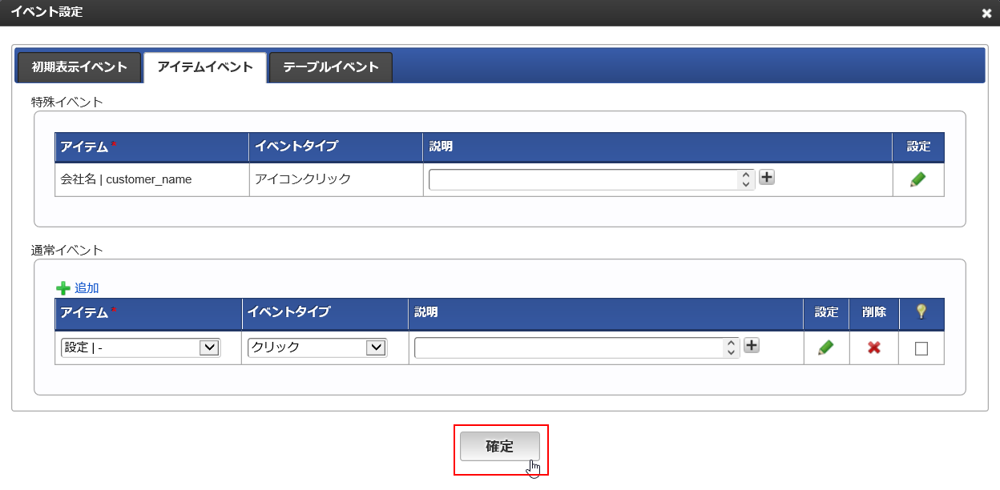 イベント設定
初期表示イベント アイテムイベント テーブルイベント
特殊イベント
アイテム* イベントタイプ 説明 設定
会社名 | customer_name アイコンクリック
通常イベント
追加
アイテム* イベントタイプ 説明 設定 削除
設定 | - クリック
確定